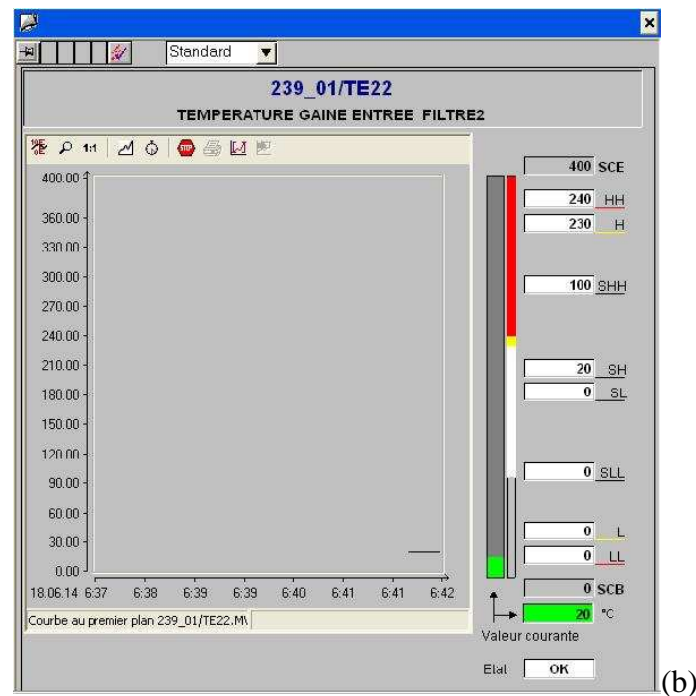 Standard
239_01/TE22
TEMPERATURE GAINE ENTREE FILTRE2
1:1
STOP
400.00
360.00
330.00
300.00
270.00
240.00
210.00
180.00
150.00
120.00
90.00
60.00
30.00
0.00
18.06.14 6:37 6:38 6:39 6:39 6:40 6:41 6:41 6:42
Courbe au premier plan 239_01/TE22.M\
400 SCE
240 HH
230 H
100 SHH
20 SH
0 SL
0 SLL
0 L
0 LL
0 SCB
20 °C
Valeur courante
Etat OK
(b)